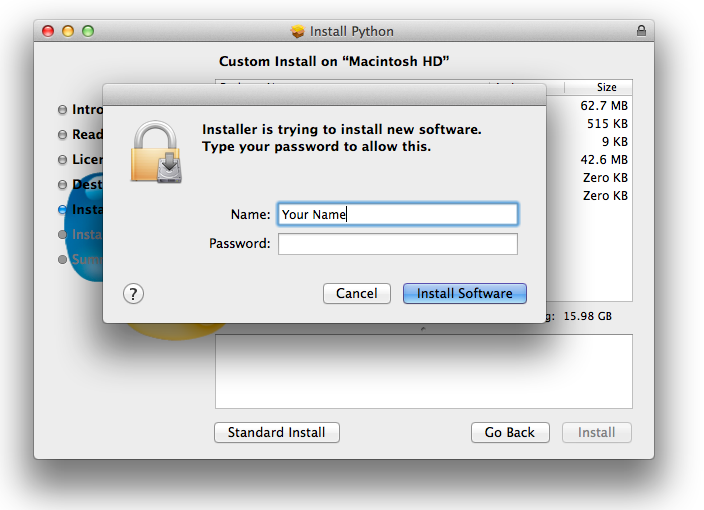 Install Python
Custom Install on “Macintosh HD”
Size
Intro
62.7 MB
515 KB
Read
9 KB
Licen
42.6 MB
Dest
Zero KB
Insta
Zero KB
Insta
Sum
Installer is trying to install new software.
Type your password to allow this.
Name: Your Name
Password:
?
Cancel
Install Software
g: 15.98 GB
Standard Install
Go Back
Install